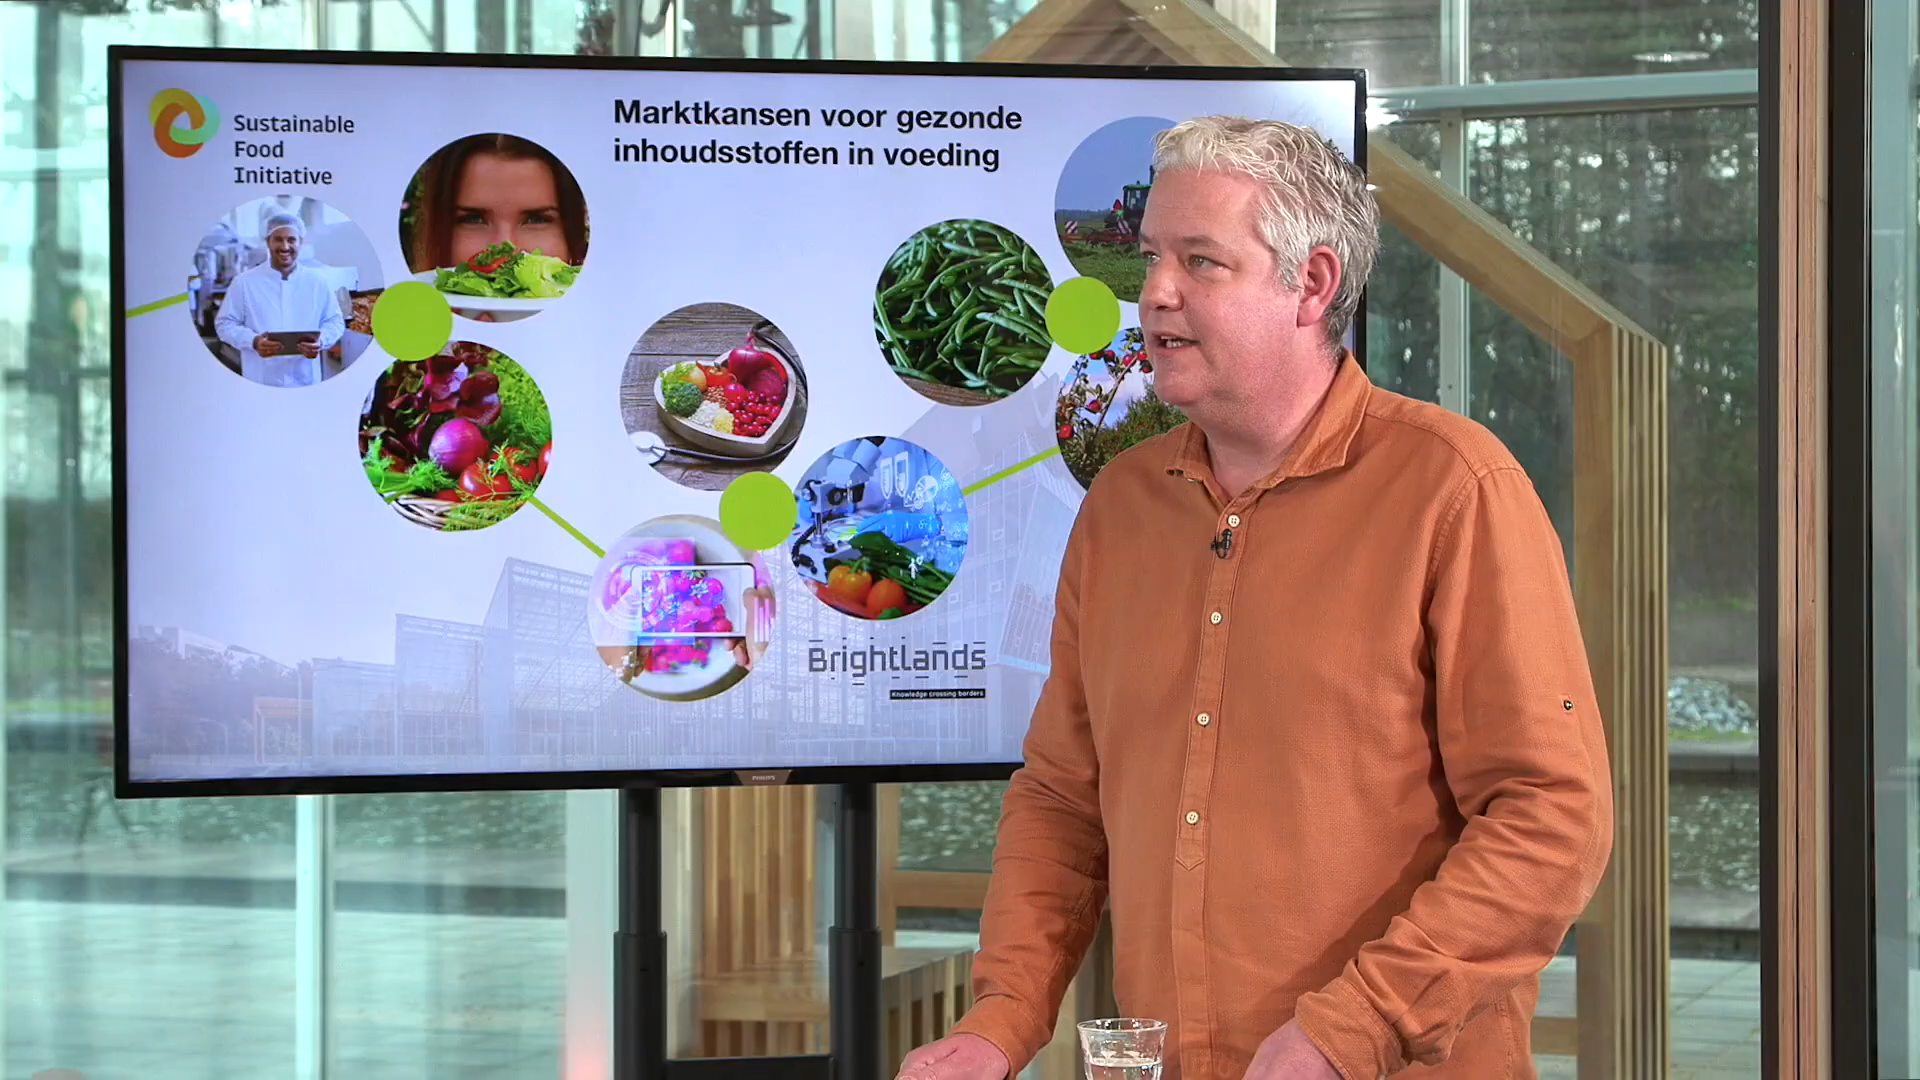 Sustainable
Food
Initiative
Marktkansen voor gezonde
inhoudsstoffen in voeding
Brightlands
Knowledge crossing borders
PHILIPS